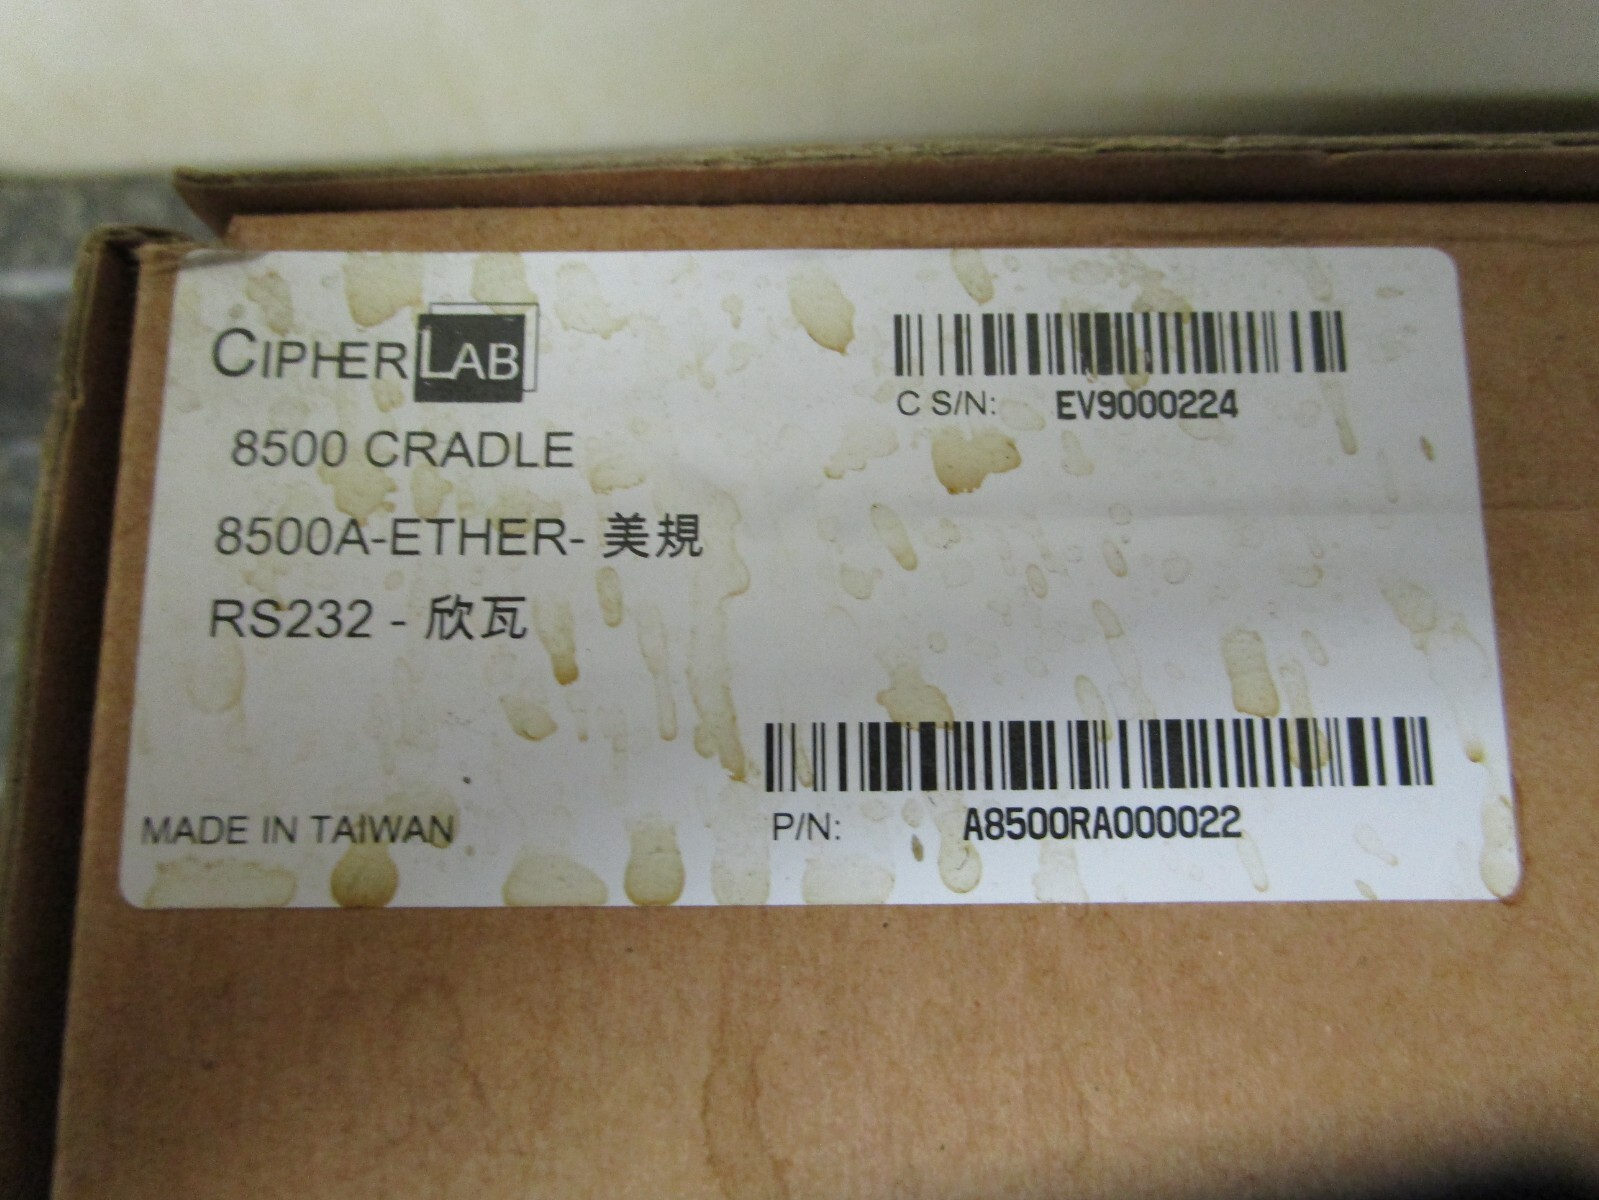 CIPHERLAB
8500 CRADLE
8500A-ETHER- 美規
RS232 - 欣瓦
MADE IN TAIWAN
C S/N: EV9000224
P/N: A8500RA000022